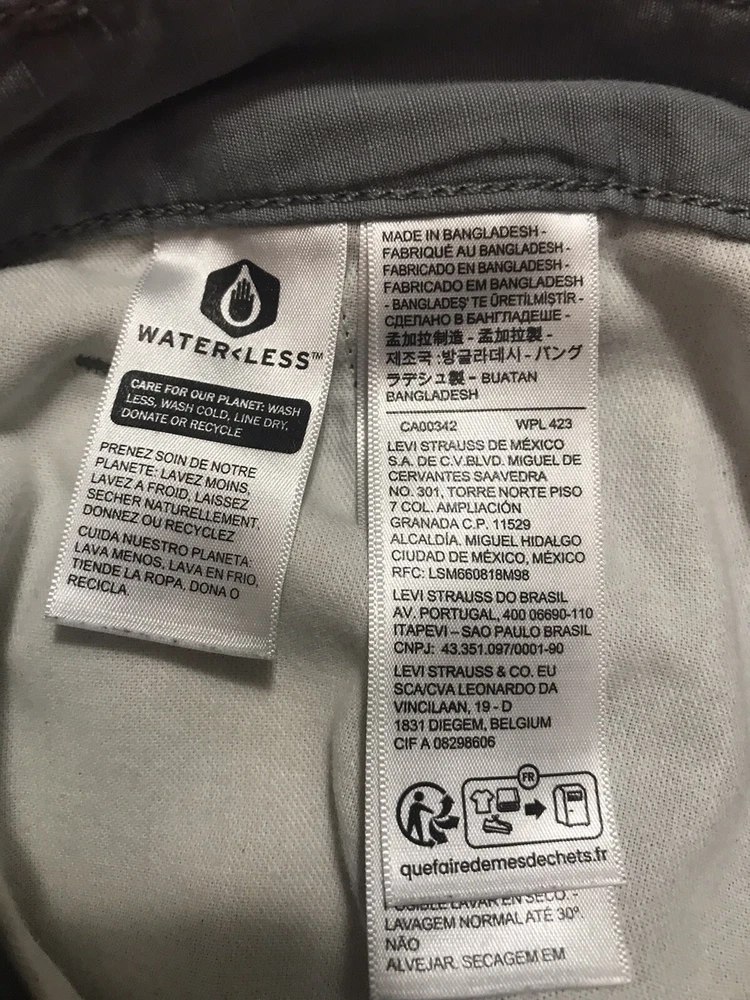 WATER<LESS™
CARE FOR OUR PLANET: WASH
LESS, WASH COLD, LINE DRY,
DONATE OR RECYCLE
PRENEZ SOIN DE NOTRE
PLANETE: LAVEZ MOINS,
LAVEZ A FROID, LAISSEZ
SECHER NATURELLEMENT,
DONNEZ OU RECYCLEZ
CUIDA NUESTRO PLANETA:
LAVA MENOS, LAVA EN FRIO,
TIENDE LA ROPA, DONA O
RECICLA.
MADE IN BANGLADESH -
FABRIQUÉ AU BANGLADESH -
FABRICADO EN BANGLADESH -
FABRICADO EM BANGLADESH
- BANGLADEŞ'TE ÜRETİLMİŞTİR -
СДЕЛАНО В БАНГЛАДЕШЕ -
孟加拉制造 - 孟加拉製 -
제조국 :방글라데시 - バング
ラデシュ製 - BUATAN
BANGLADESH
CA00342 WPL 423
LEVI STRAUSS DE MÉXICO
S.A. DE C.V.BLVD. MIGUEL DE
CERVANTES SAAVEDRA
NO. 301, TORRE NORTE PISO
7 COL. AMPLIACIÓN
GRANADA C.P. 11529
ALCALDÍA. MIGUEL HIDALGO
CIUDAD DE MÉXICO, MÉXICO
RFC: LSM660818M98
LEVI STRAUSS DO BRASIL
AV. PORTUGAL, 400 06690-110
ITAPEVI – SAO PAULO BRASIL
CNPJ: 43.351.097/0001-90
LEVI STRAUSS & CO. EU
SCA/CVA LEONARDO DA
VINCILAAN, 19 - D
1831 DIEGEM, BELGIUM
CIF A 08298606
FR
quefairedemesdechets.fr
LAVAR EN SECO.
LAVAGEM NORMAL ATÉ 30º.
NÃO
ALVEJAR. SECAGEM EM